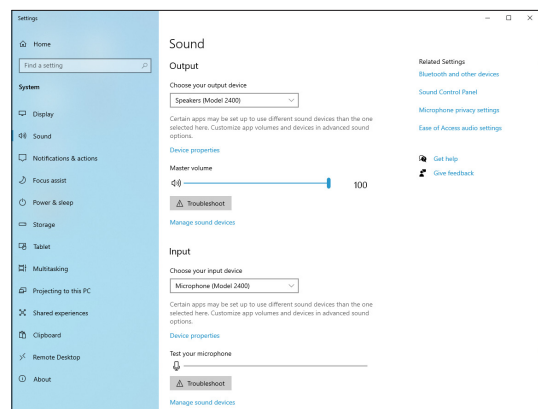 Settings
Home
Find a setting
System
Display
Sound
Notifications & actions
Focus assist
Power & sleep
Storage
Tablet
Multitasking
Projecting to this PC
Shared experiences
Clipboard
Remote Desktop
About
Sound
Output
Choose your output device
Speakers (Model 2400)
Certain apps may be set up to use different sound devices than the one
selected here. Customize app volumes and devices in advanced sound
options.
Device properties
Master volume
100
Troubleshoot
Manage sound devices
Input
Choose your input device
Microphone (Model 2400)
Certain apps may be set up to use different sound devices than the one
selected here. Customize app volumes and devices in advanced sound
options.
Device properties
Test your microphone
Troubleshoot
Manage sound devices
Related Settings
Bluetooth and other devices
Sound Control Panel
Microphone privacy settings
Ease of Access audio settings
Get help
Give feedback